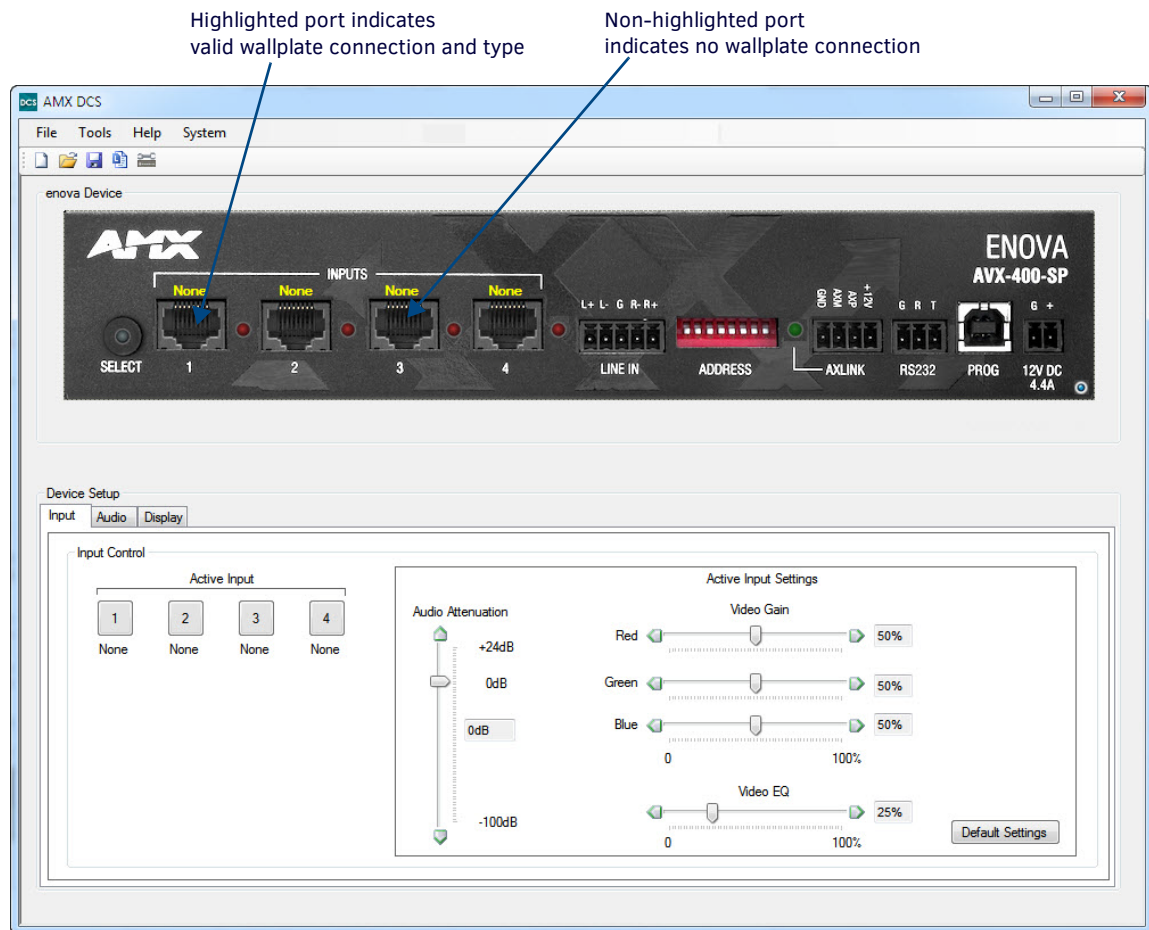 Highlighted port indicates
valid wallplate connection and type
Non-highlighted port
indicates no wallplate connection
DCS AMX DCS
File Tools Help System
enova Device
AMX
ENOVA
AVX-400-SP
INPUTS
None None None None
L+ L- G R- R+
GND AXM AXP +12V
G R T
G +
SELECT 1 2 3 4 LINE IN ADDRESS AXLINK RS232 PROG 12V DC
4.4A
Device Setup
Input Audio Display
Input Control
Active Input
1 2 3 4
None None None None
Active Input Settings
Audio Attenuation
+24dB
0dB
0dB
-100dB
Video Gain
Red 50%
Green 50%
Blue 50%
0 100%
Video EQ
25%
0 100%
Default Settings